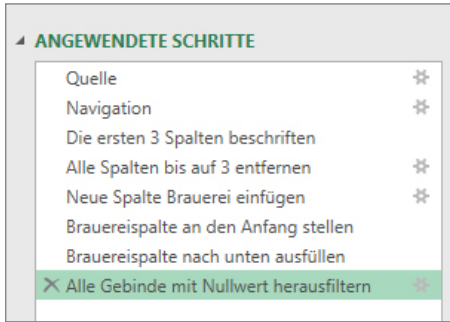 ANGEWENDETE SCHRITTE
Quelle
Navigation
Die ersten 3 Spalten beschriften
Alle Spalten bis auf 3 entfernen
Neue Spalte Brauerei einfügen
Brauereispalte an den Anfang stellen
Brauereispalte nach unten ausfüllen
Alle Gebinde mit Nullwert herausfiltern